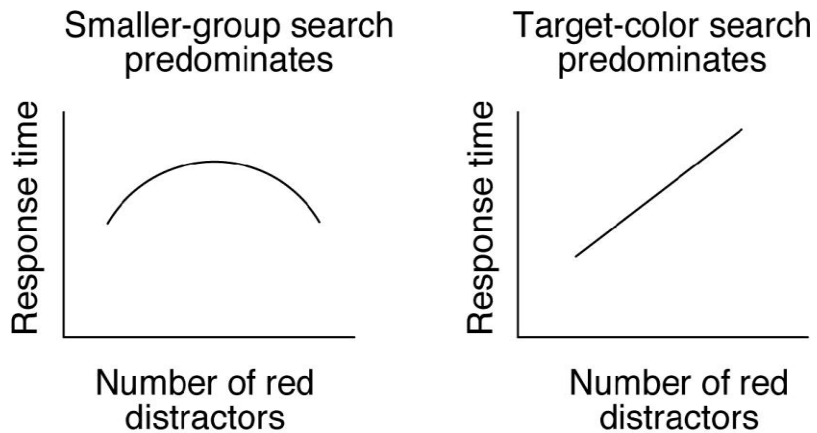 Smaller-group search
predominates
Response time
Number of red
distractors
Target-color search
predominates
Response time
Number of red
distractors